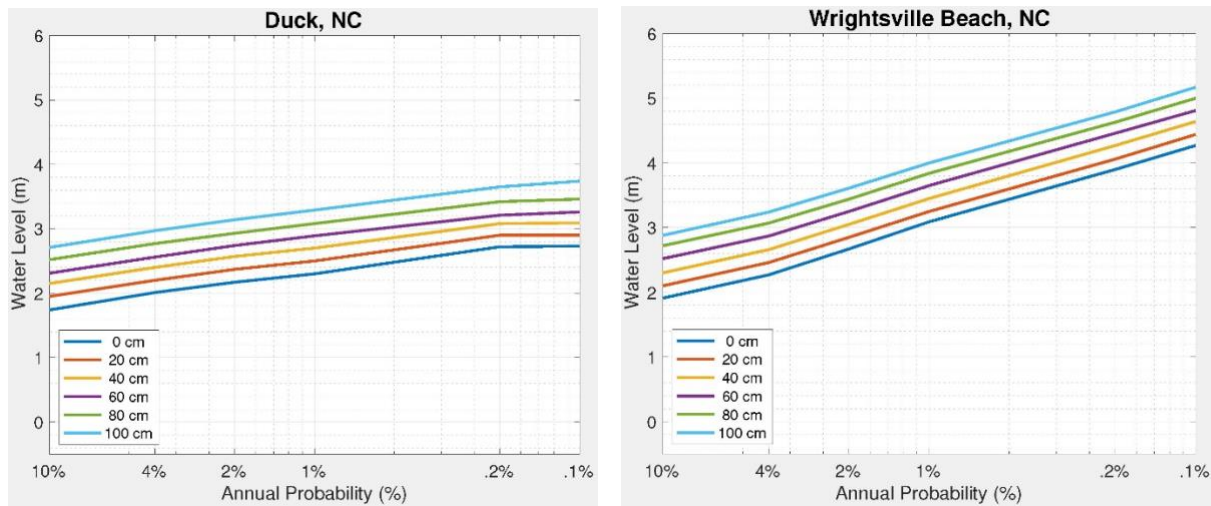 Duck, NC
6
5
4
3
2
1
0
Water Level (m)
0 cm
20 cm
40 cm
60 cm
80 cm
100 cm
10%
4%
2%
1%
.2%
.1%
Annual Probability (%)
Wrightsville Beach, NC
6
5
4
3
2
1
0
Water Level (m)
0 cm
20 cm
40 cm
60 cm
80 cm
100 cm
10%
4%
2%
1%
.2%
.1%
Annual Probability (%)